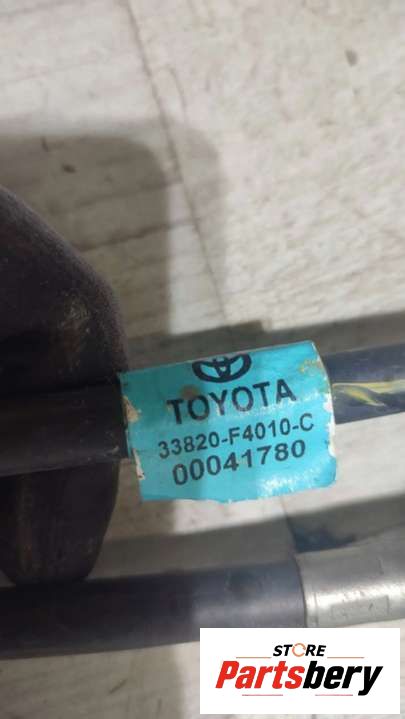 TOYOTA
33820-F4010-C
00041780
STORE
Partsbery